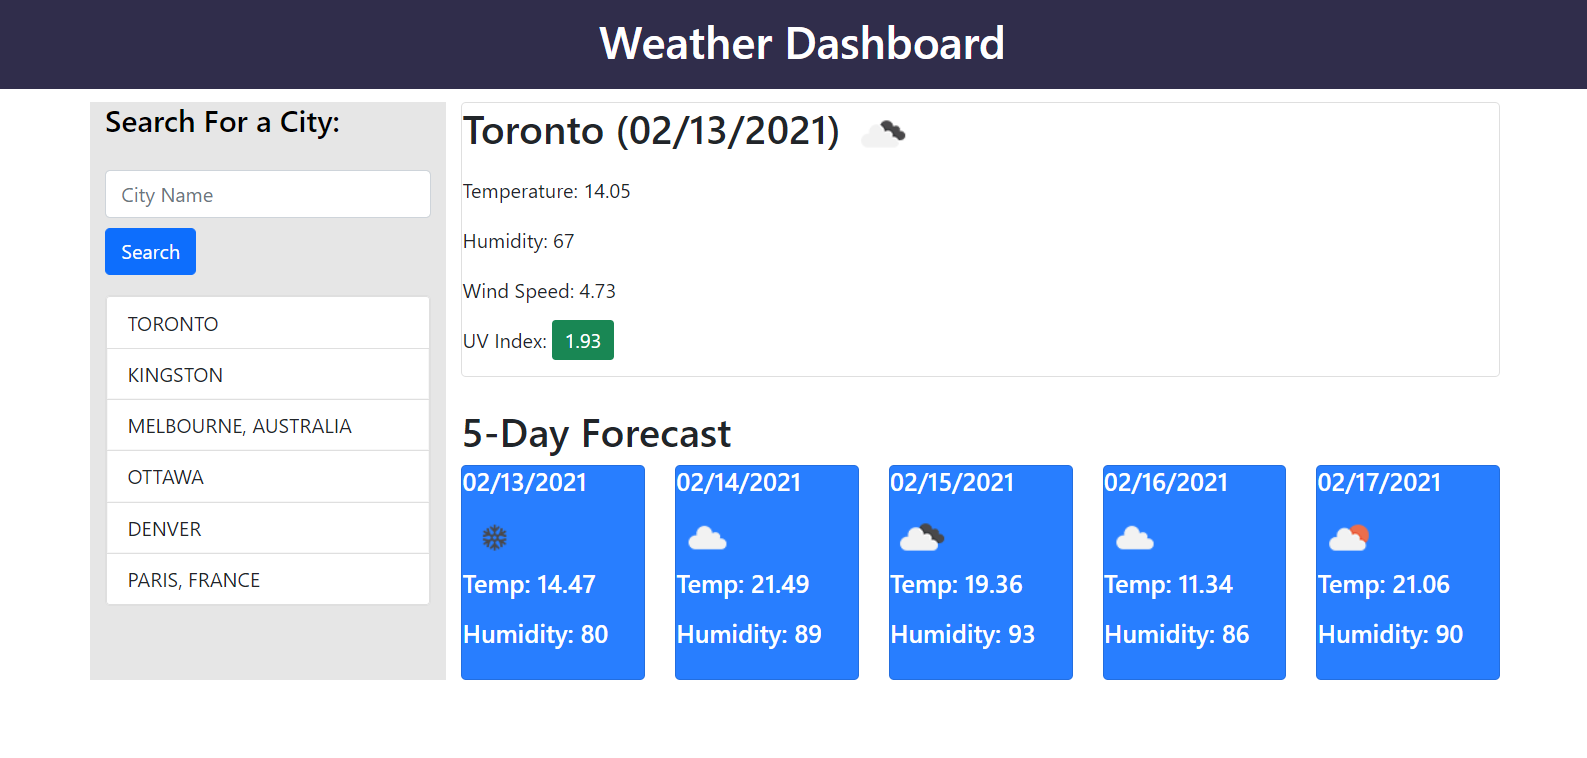 Weather Dashboard
Search For a City:
City Name
Search
TORONTO
KINGSTON
MELBOURNE, AUSTRALIA
OTTAWA
DENVER
PARIS, FRANCE
Toronto (02/13/2021)
Temperature: 14.05
Humidity: 67
Wind Speed: 4.73
UV Index: 1.93
5-Day Forecast
02/13/2021
Temp: 14.47
Humidity: 80
02/14/2021
Temp: 21.49
Humidity: 89
02/15/2021
Temp: 19.36
Humidity: 93
02/16/2021
Temp: 11.34
Humidity: 86
02/17/2021
Temp: 21.06
Humidity: 90